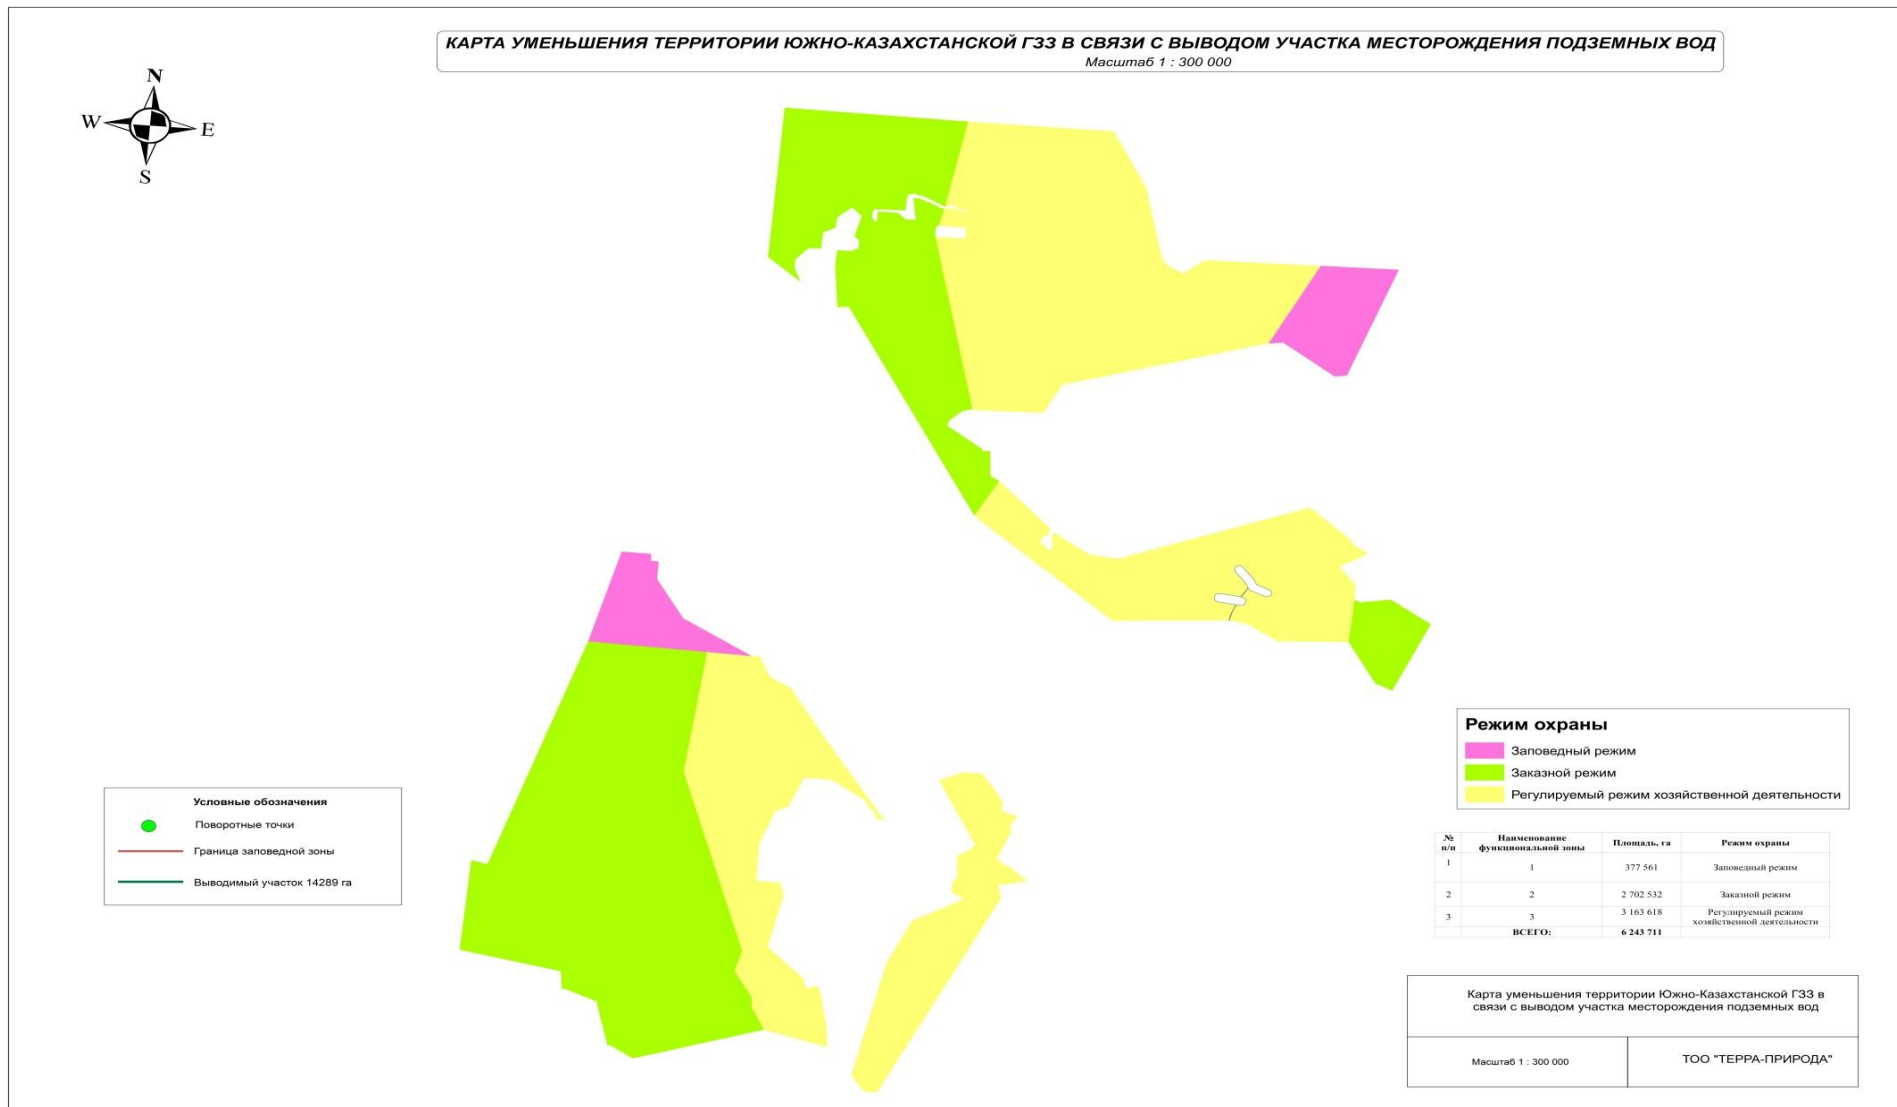 КАРТА УМЕНЬШЕНИЯ ТЕРРИТОРИИ ЮЖНО-КАЗАХСТАНСКОЙ ГЗЗ В СВЯЗИ С ВЫВОДОМ УЧАСТКА МЕСТОРОЖДЕНИЯ ПОДЗЕМНЫХ ВОД
Масштаб 1 : 300 000
N
W
E
S
Режим охраны
Заповедный режим
Заказной режим
Регулируемый режим хозяйственной деятельности
Условные обозначения
Поворотные точки
Граница заповедной зоны
Выводимый участок 14289 га
№ п/п Наименование функциональной зоны Площадь, га Режим охраны
1 1 377 561 Заповедный режим
2 2 2 702 532 Заказной режим
3 3 3 163 618 Регулируемый режим хозяйственной деятельности
ВСЕГО: 6 243 711
Карта уменьшения территории Южно-Казахстанской ГЗЗ в
связи с выводом участка месторождения подземных вод
Масштаб 1 : 300 000
ТОО "ТЕРРА-ПРИРОДА"